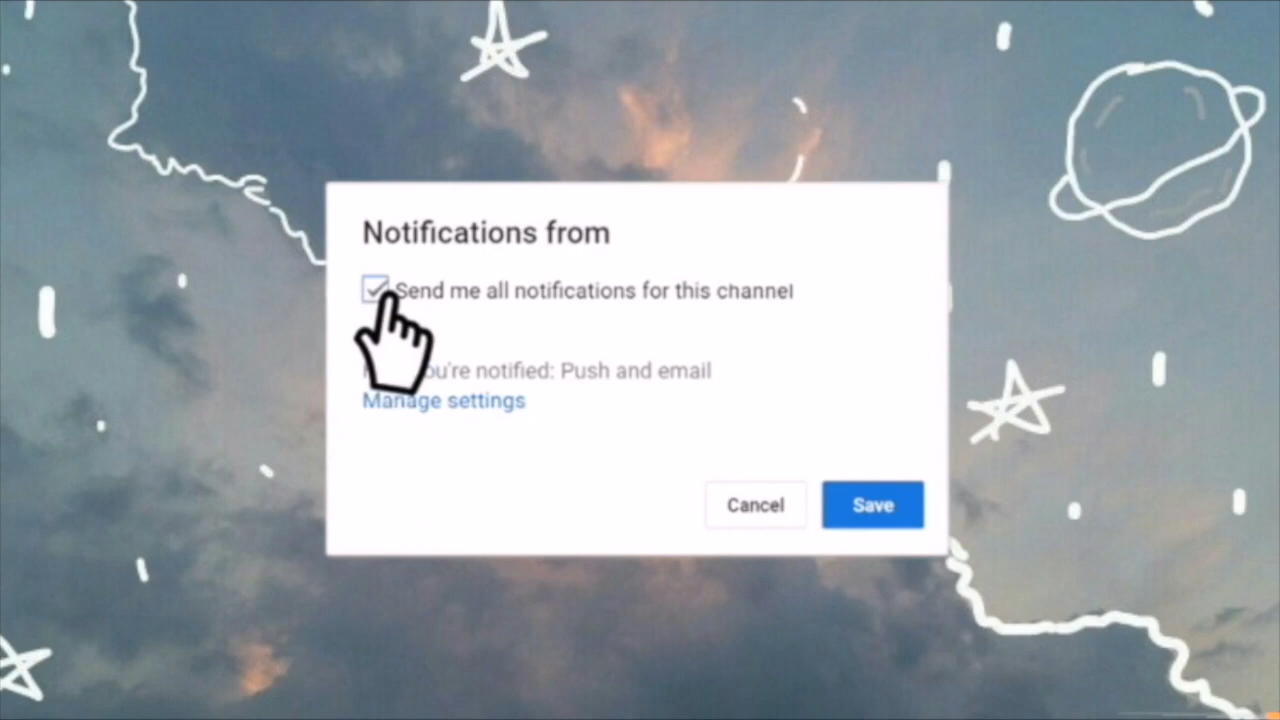 Notifications from
Send me all notifications for this channel
you're notified: Push and email
Manage settings
Cancel
Save